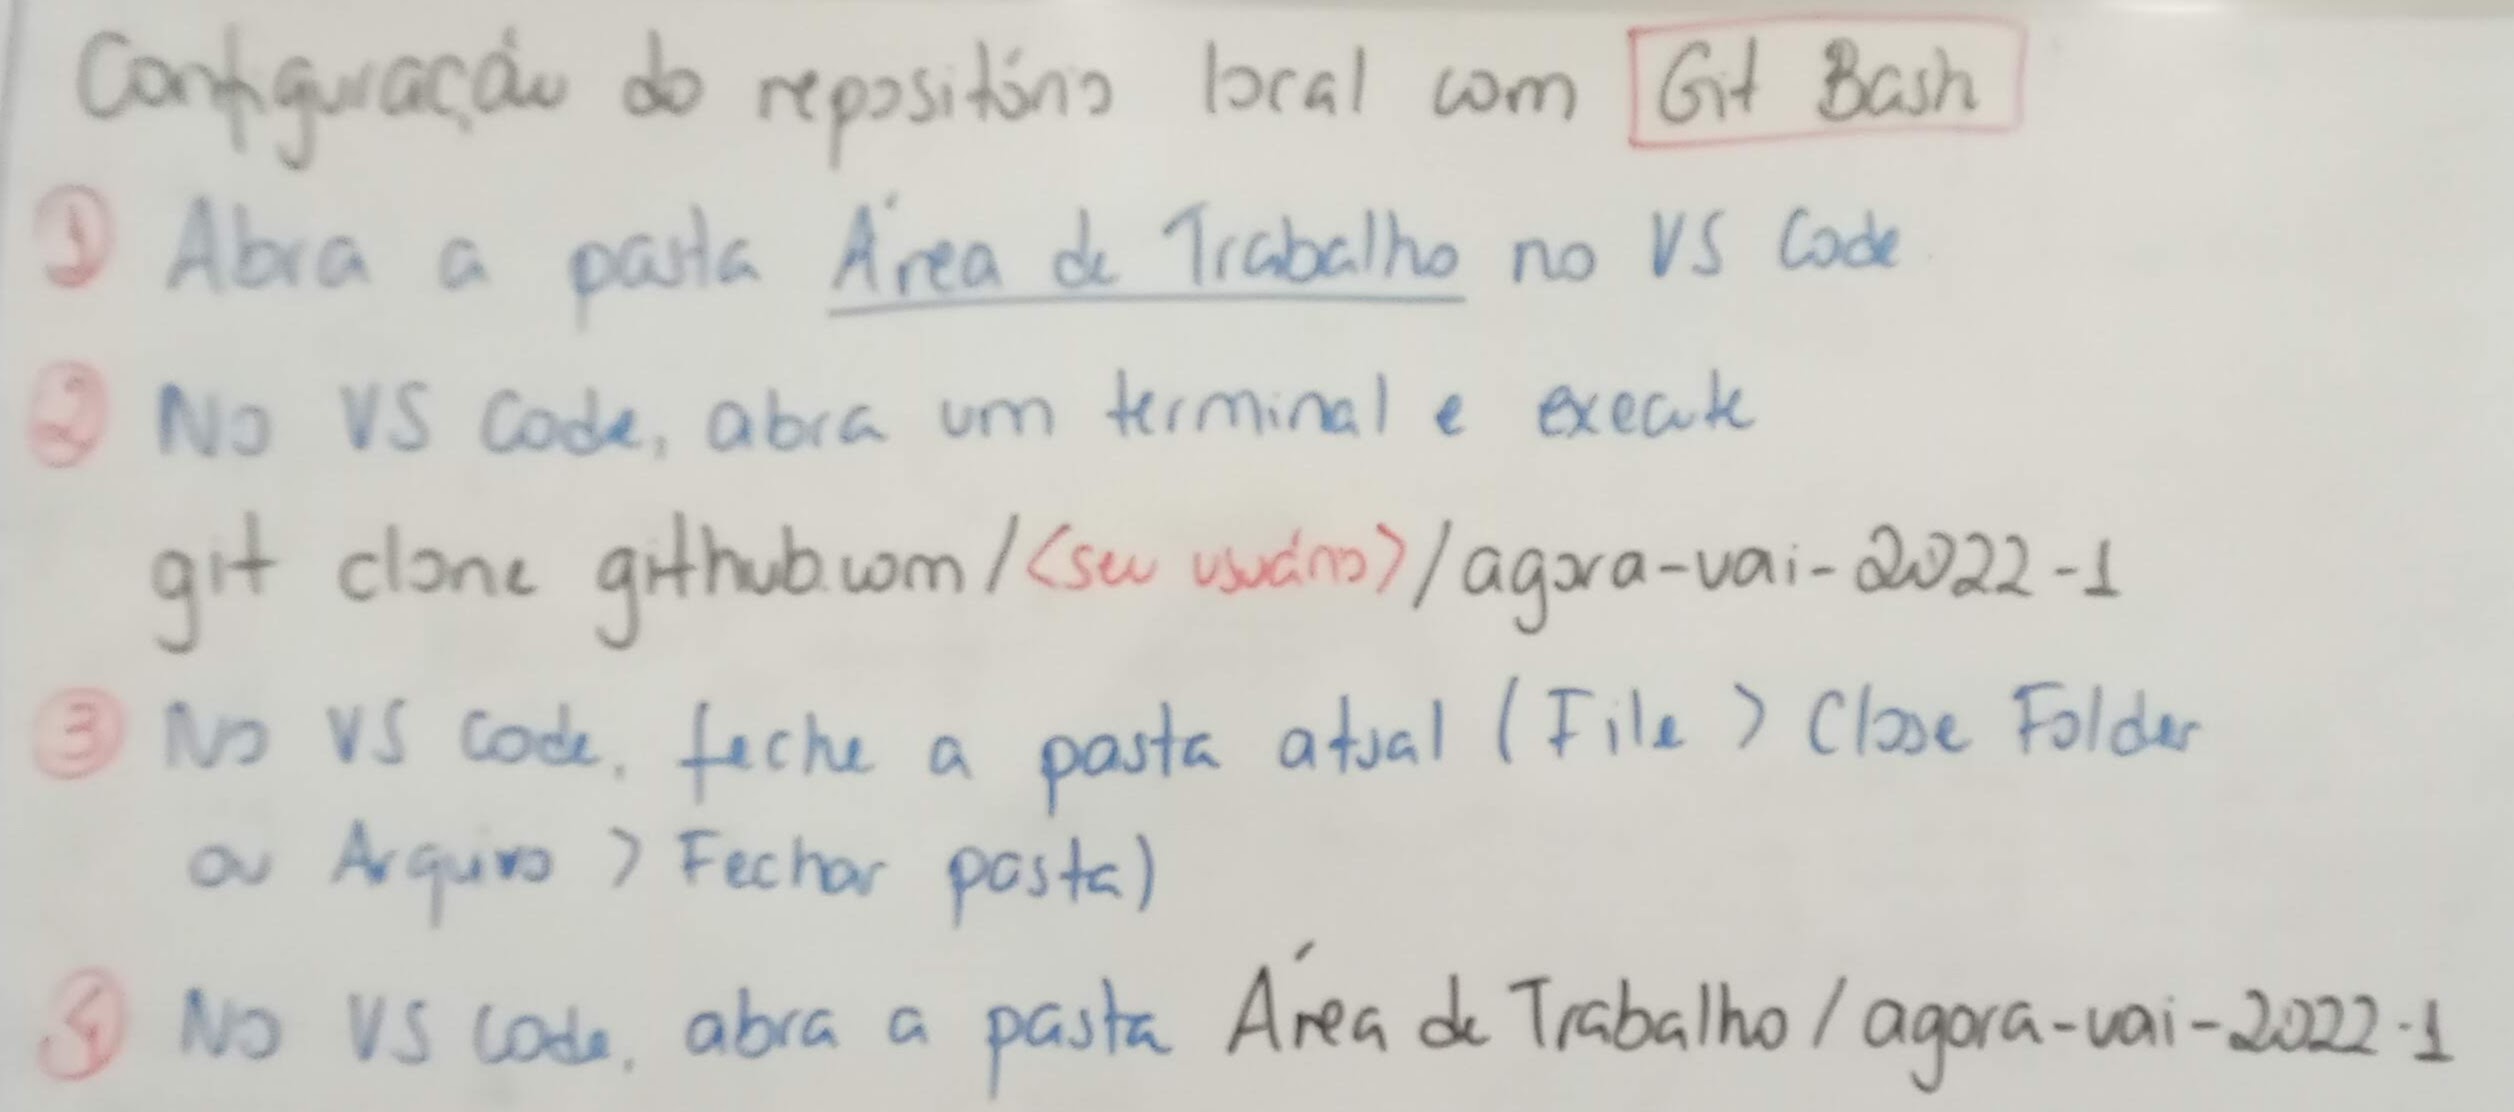 Configuração do repositório local com Git Bash
1 Abra a pasta Área de Trabalho no VS Code
2 No VS Code, abra um terminal e execute
git clone github.com/<seu usuário>/agora-vai-2022-1
3 No VS Code, feche a pasta atual (File > Close Folder
ou Arquivo > Fechar pasta)
4 No VS Code, abra a pasta Área de Trabalho/agora-vai-2022-1